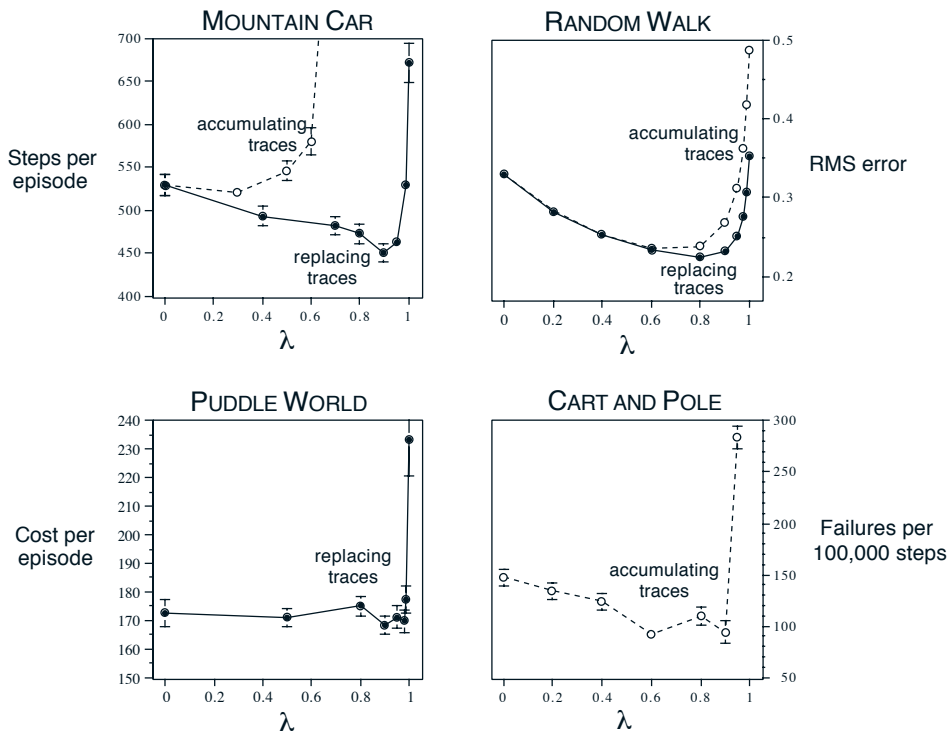 MOUNTAIN CAR
700
650
600
550
500
450
400
Steps per
episode
accumulating
traces
replacing
traces
0
0.2
0.4
0.6
0.8
1
λ
RANDOM WALK
0.5
0.4
0.3
0.2
RMS error
accumulating
traces
replacing
traces
0
0.2
0.4
0.6
0.8
1
λ
PUDDLE WORLD
240
230
220
210
200
190
180
170
160
150
Cost per
episode
replacing
traces
0
0.2
0.4
0.6
0.8
1
λ
CART AND POLE
300
250
200
150
100
50
Failures per
100,000 steps
accumulating
traces
0
0.2
0.4
0.6
0.8
1
λ